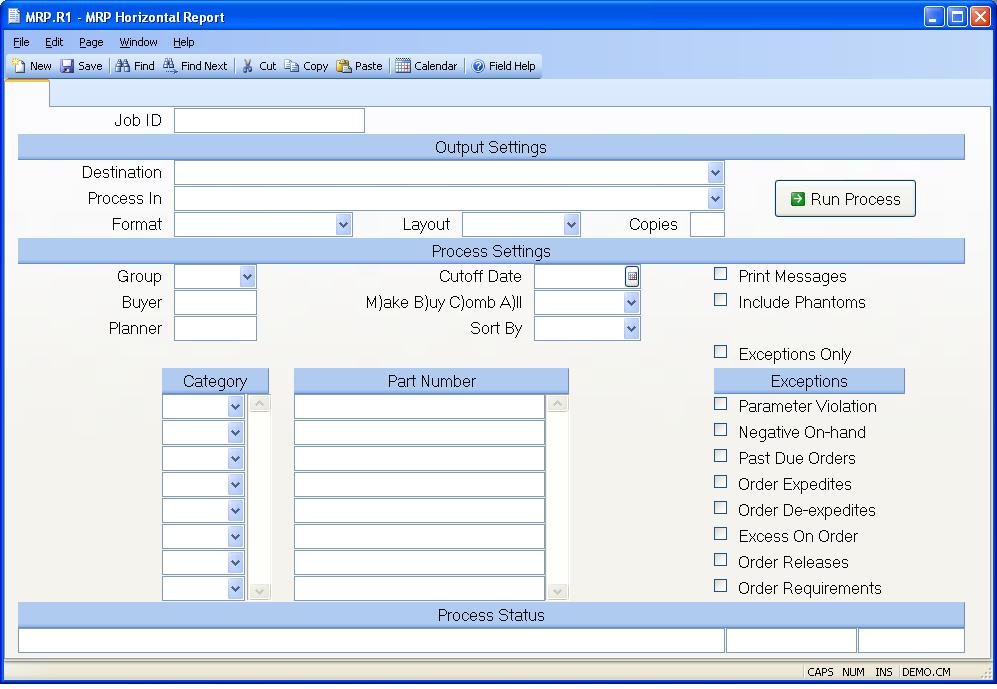 MRP.R1 - MRP Horizontal Report
File Edit Page Window Help
New Save Find Find Next Cut Copy Paste Calendar Field Help
Job ID
Output Settings
Destination
Process In
Run Process
Format Layout Copies
Process Settings
Group Cutoff Date Print Messages
Buyer M)ake B)uy C)omb A)ll Include Phantoms
Planner Sort By
Exceptions Only
Category Part Number Exceptions
Parameter Violation
Negative On-hand
Past Due Orders
Order Expedites
Order De-expedites
Excess On Order
Order Releases
Order Requirements
Process Status
CAPS NUM INS DEMO.CM